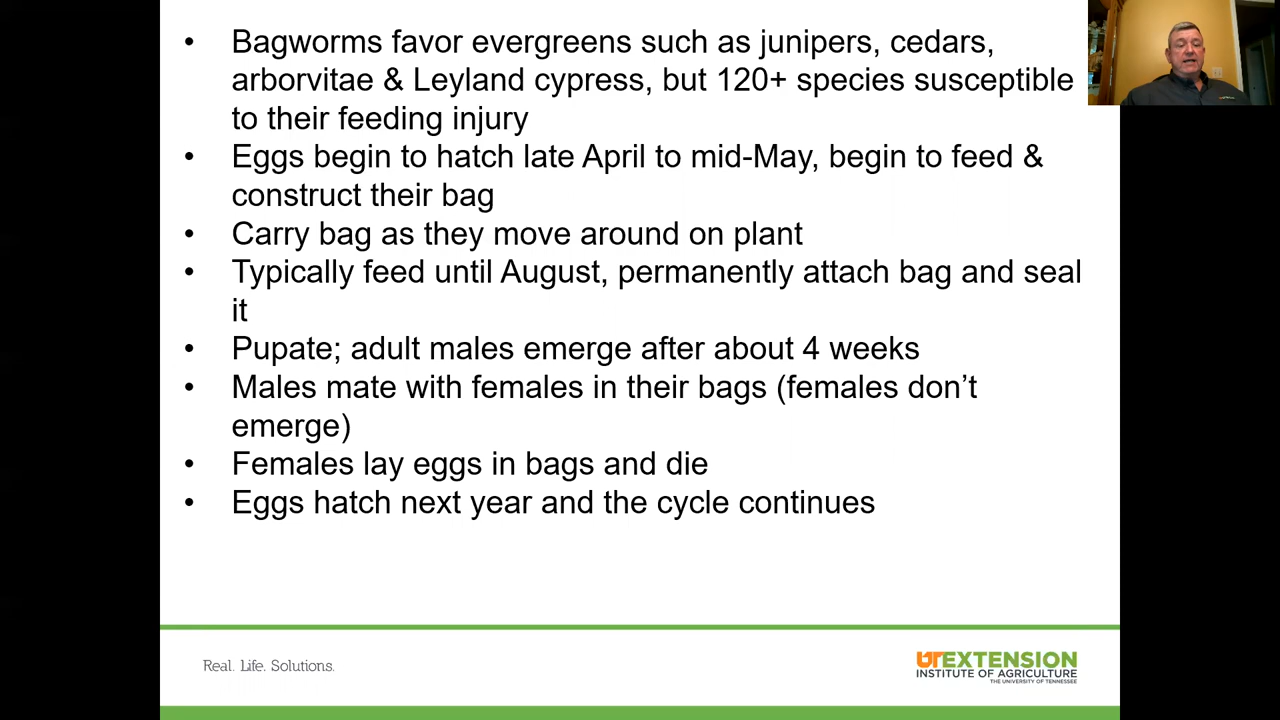 • Bagworms favor evergreens such as junipers, cedars,
arborvitae & Leyland cypress, but 120+ species susceptible
to their feeding injury
• Eggs begin to hatch late April to mid-May, begin to feed &
construct their bag
• Carry bag as they move around on plant
• Typically feed until August, permanently attach bag and seal
it
• Pupate; adult males emerge after about 4 weeks
• Males mate with females in their bags (females don’t
emerge)
• Females lay eggs in bags and die
• Eggs hatch next year and the cycle continues
Real. Life. Solutions.
UTEXTENSION
INSTITUTE OF AGRICULTURE
THE UNIVERSITY OF TENNESSEE